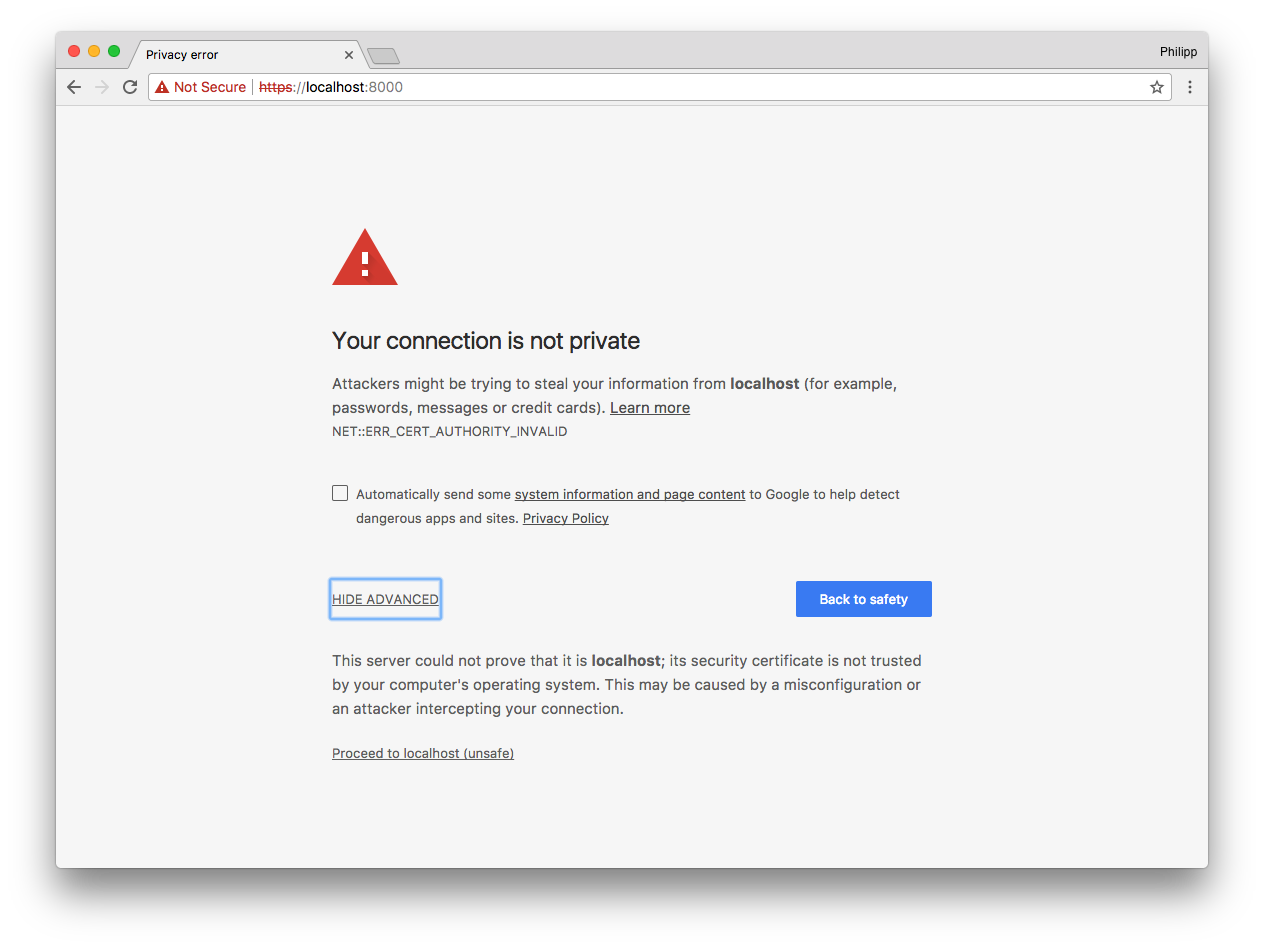 Privacy error
Philipp
Not Secure https://localhost:8000
Your connection is not private
Attackers might be trying to steal your information from localhost (for example,
passwords, messages or credit cards). Learn more
NET::ERR_CERT_AUTHORITY_INVALID
Automatically send some system information and page content to Google to help detect
dangerous apps and sites. Privacy Policy
HIDE ADVANCED
Back to safety
This server could not prove that it is localhost; its security certificate is not trusted
by your computer's operating system. This may be caused by a misconfiguration or
an attacker intercepting your connection.
Proceed to localhost (unsafe)